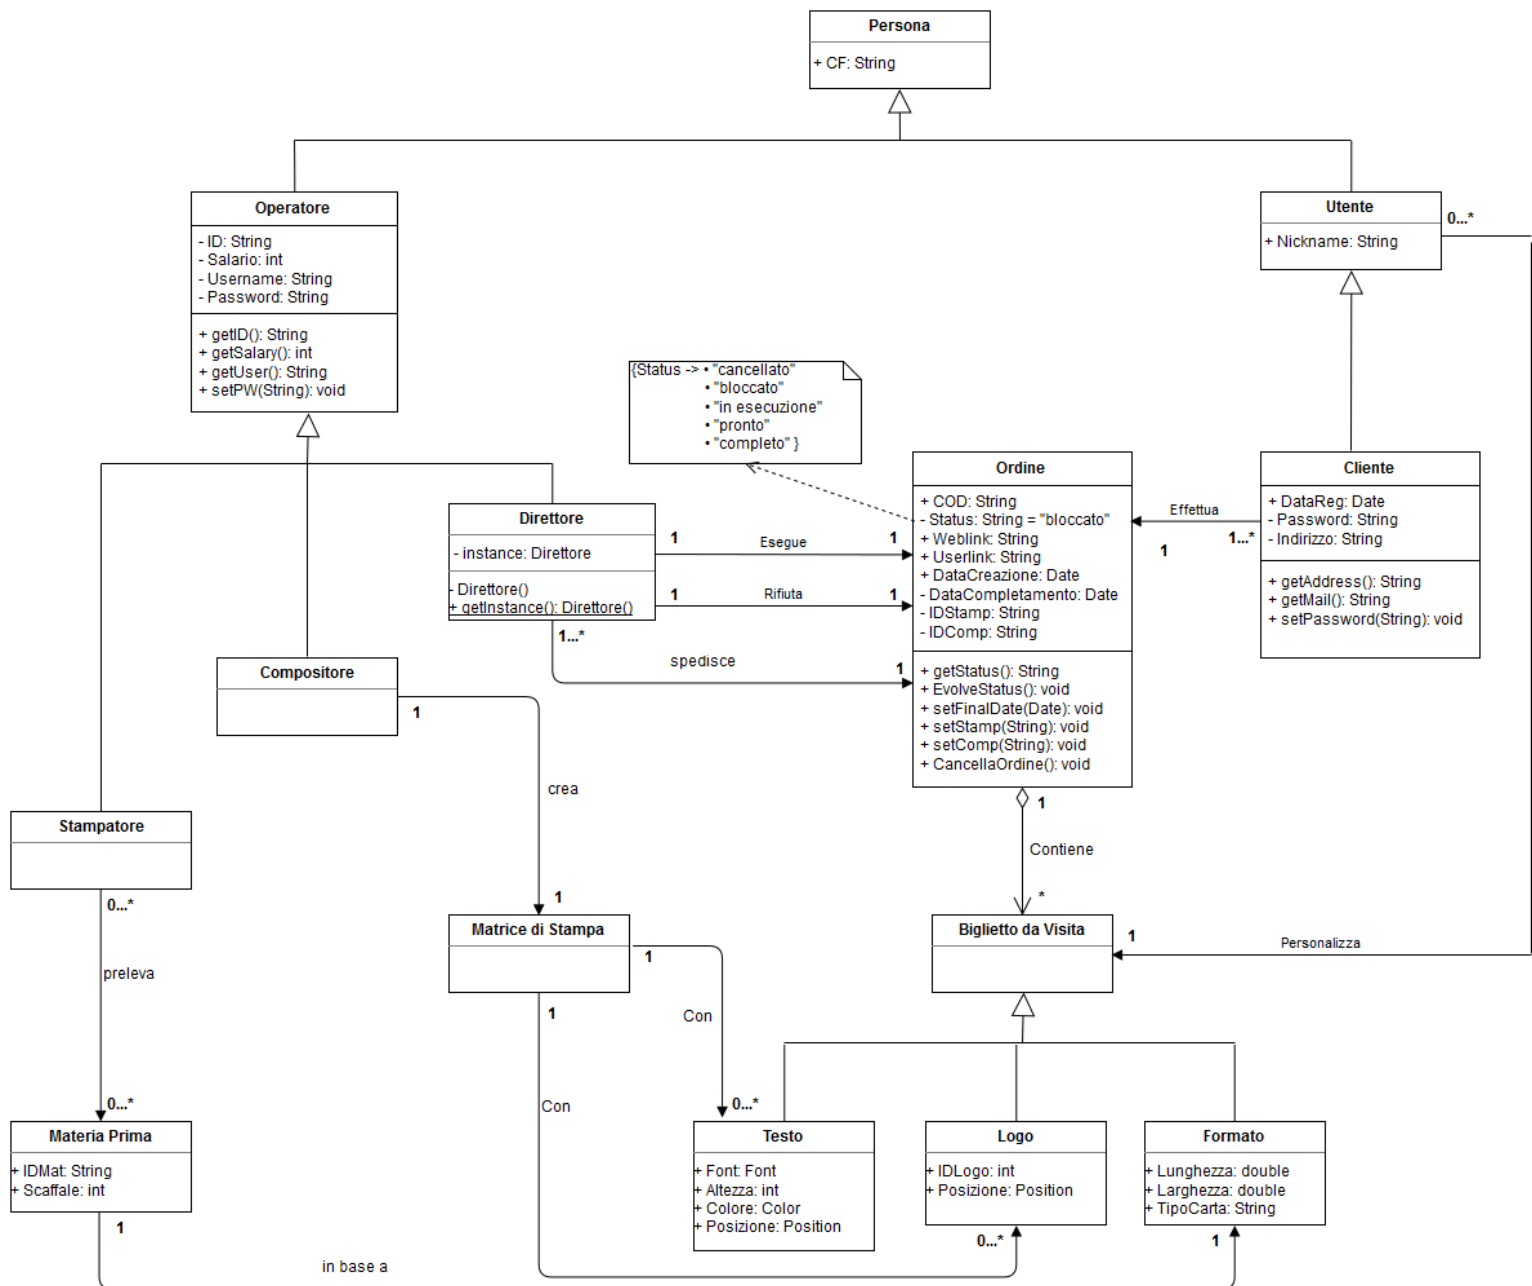 Persona
+ CF: String
Operatore
- ID: String
- Salario: int
- Username: String
- Password: String
+ getID(): String
+ getSalary(): int
+ getUser(): String
+ setPW(String): void
Utente
+ Nickname: String
0...*
{Status -> • "cancellato"
• "bloccato"
• "in esecuzione"
• "pronto"
• "completo" }
Direttore
- instance: Direttore
- Direttore()
+ getInstance(): Direttore()
1
Esegue
1
1
Rifiuta
1
1...*
spedisce
1
Ordine
+ COD: String
- Status: String = "bloccato"
+ Weblink: String
+ Userlink: String
+ DataCreazione: Date
- DataCompletamento: Date
- IDStamp: String
- IDComp: String
+ getStatus(): String
+ EvolveStatus(): void
+ setFinalDate(Date): void
+ setStamp(String): void
+ setComp(String): void
+ CancellaOrdine(): void
Effettua
1
1...*
Cliente
+ DataReg: Date
- Password: String
- Indirizzo: String
+ getAddress(): String
+ getMail(): String
+ setPassword(String): void
Compositore
1
crea
1
Stampatore
0...*
preleva
0...*
Matrice di Stampa
1
1
Con
0...*
Con
0...*
1
Contiene
*
Biglietto da Visita
1
Personalizza
Materia Prima
+ IDMat: String
+ Scaffale: int
1
in base a
1
Testo
+ Font: Font
+ Altezza: int
+ Colore: Color
+ Posizione: Position
Logo
+ IDLogo: int
+ Posizione: Position
Formato
+ Lunghezza: double
+ Larghezza: double
+ TipoCarta: String